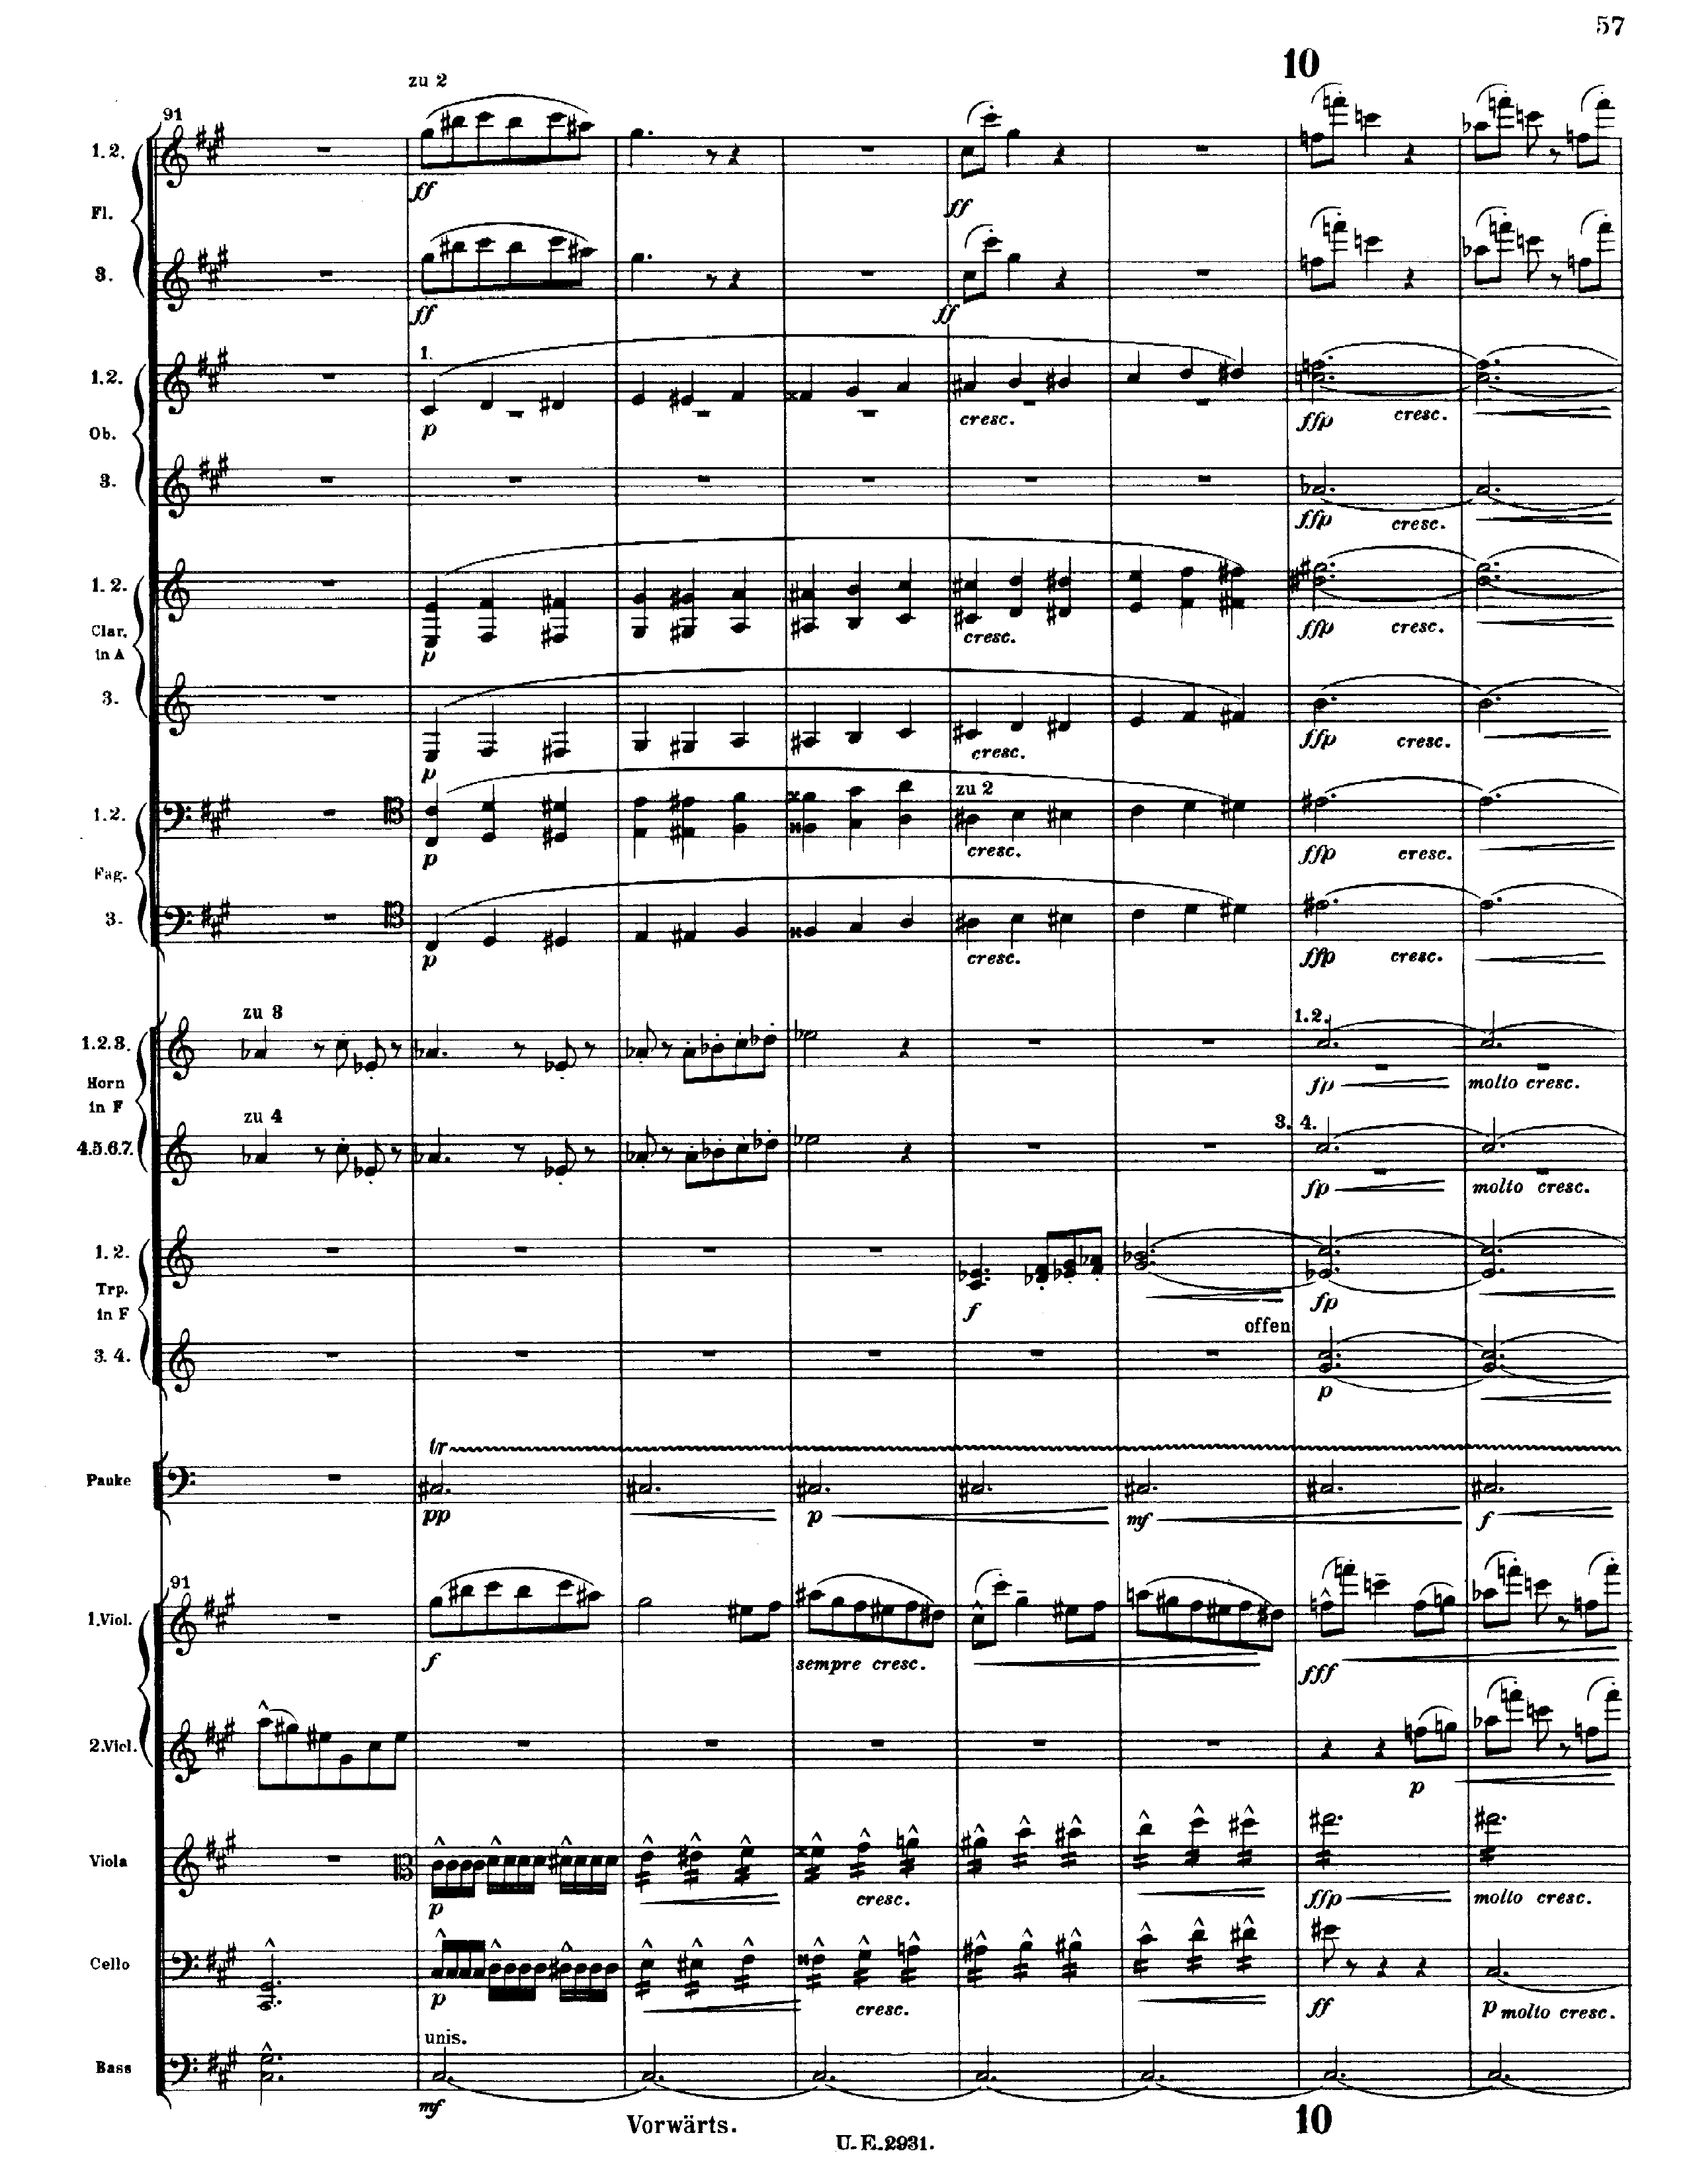 57
10
zu 2
91
1.2.
ff
Fl.
3.
ff
ff
ff
1.
1.2.
p
cresc.
ffp
cresc.
Ob.
3.
ffp
cresc.
1.2.
p
cresc.
ffp
cresc.
Clar.
in A
3.
p
cresc.
ffp
cresc.
1.2.
zu 2
p
cresc.
ffp
cresc.
Fag.
3.
p
cresc.
ffp
cresc.
zu 3
1.2.
1.2.3.
fp
molto cresc.
Horn
in F
zu 4
3. 4.
4.5.6.7.
fp
molto cresc.
1.2.
f
fp
Trp.
in F
offen
3.4.
p
tr
Pauke
pp
p
mf
f
91
1.Viol.
f
sempre cresc.
fff
2.Viol.
p
Viola
p
cresc.
ffp
molto cresc.
Cello
p
cresc.
ff
p molto cresc.
unis.
Bass
mf
Vorwärts.
10
U.E.2931.